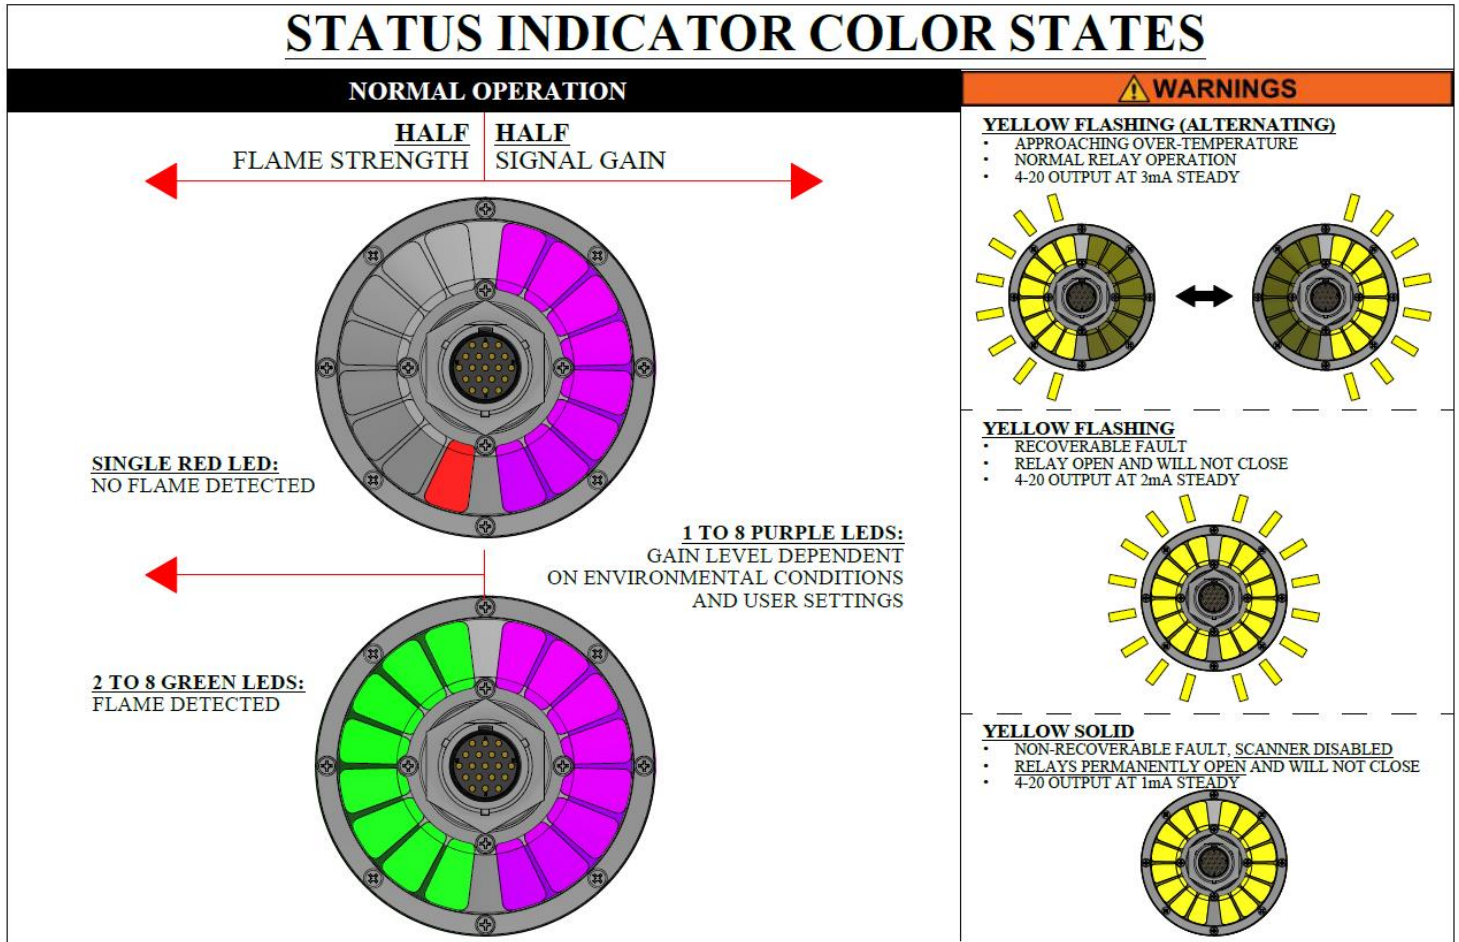 STATUS INDICATOR COLOR STATES
NORMAL OPERATION
HALF
FLAME STRENGTH
HALF
SIGNAL GAIN
SINGLE RED LED:
NO FLAME DETECTED
1 TO 8 PURPLE LEDS:
GAIN LEVEL DEPENDENT
ON ENVIRONMENTAL CONDITIONS
AND USER SETTINGS
2 TO 8 GREEN LEDS:
FLAME DETECTED
WARNINGS
YELLOW FLASHING (ALTERNATING)
• APPROACHING OVER-TEMPERATURE
• NORMAL RELAY OPERATION
• 4-20 OUTPUT AT 3mA STEADY
YELLOW FLASHING
• RECOVERABLE FAULT
• RELAY OPEN AND WILL NOT CLOSE
• 4-20 OUTPUT AT 2mA STEADY
YELLOW SOLID
• NON-RECOVERABLE FAULT, SCANNER DISABLED
• RELAYS PERMANENTLY OPEN AND WILL NOT CLOSE
• 4-20 OUTPUT AT 1mA STEADY